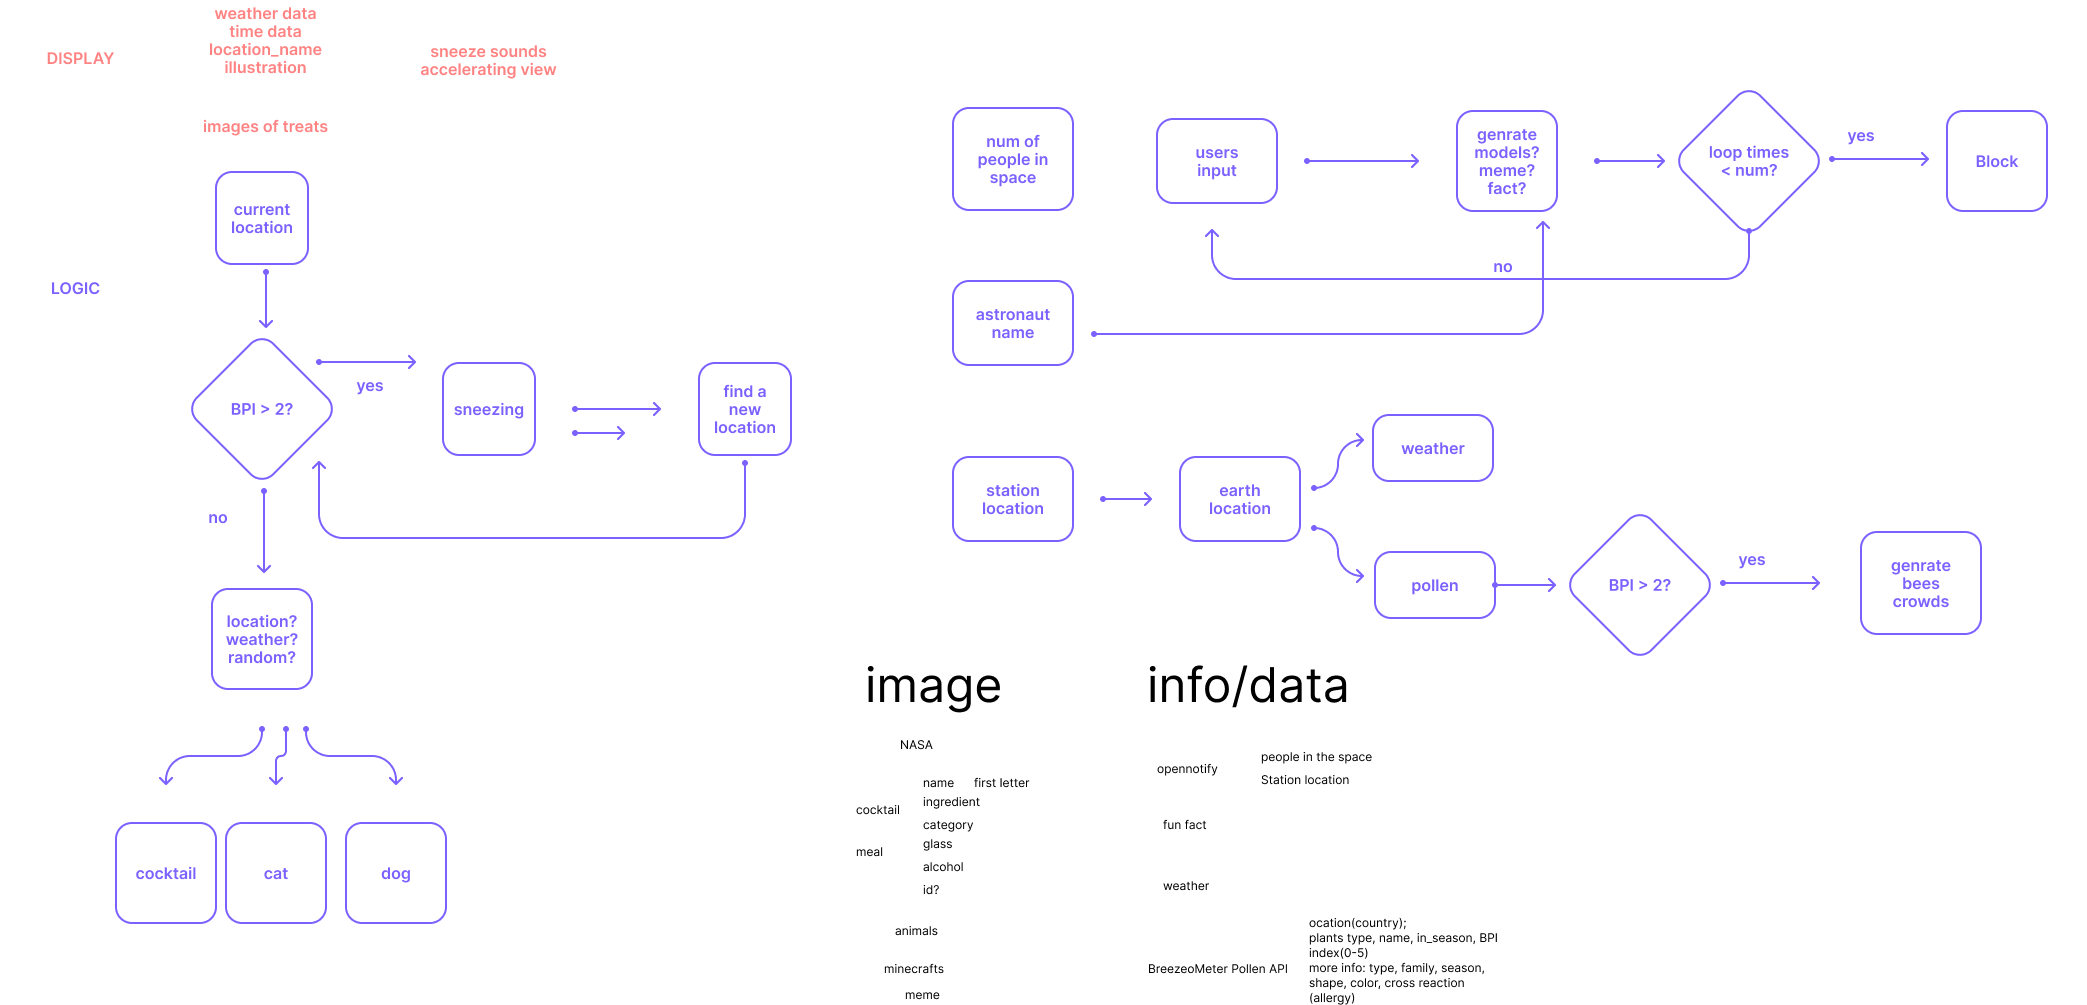 weather data
time data
location_name
illustration
DISPLAY
sneeze sounds
accelerating view
images of treats
current
location
LOGIC
BPI > 2?
yes
sneezing
find a
new
location
no
location?
weather?
random?
cocktail
cat
dog
num of
people in
space
users
input
genrate
models?
meme?
fact?
loop times
< num?
yes
Block
no
astronaut
name
station
location
earth
location
weather
pollen
BPI > 2?
yes
genrate
bees
crowds
image
NASA
name
first letter
ingredient
cocktail
category
glass
meal
alcohol
id?
animals
minecrafts
meme
info/data
opennotify
people in the space
Station location
fun fact
weather
BreezeoMeter Pollen API
ocation(country);
plants type, name, in_season, BPI
index(0-5)
more info: type, family, season,
shape, color, cross reaction
(allergy)